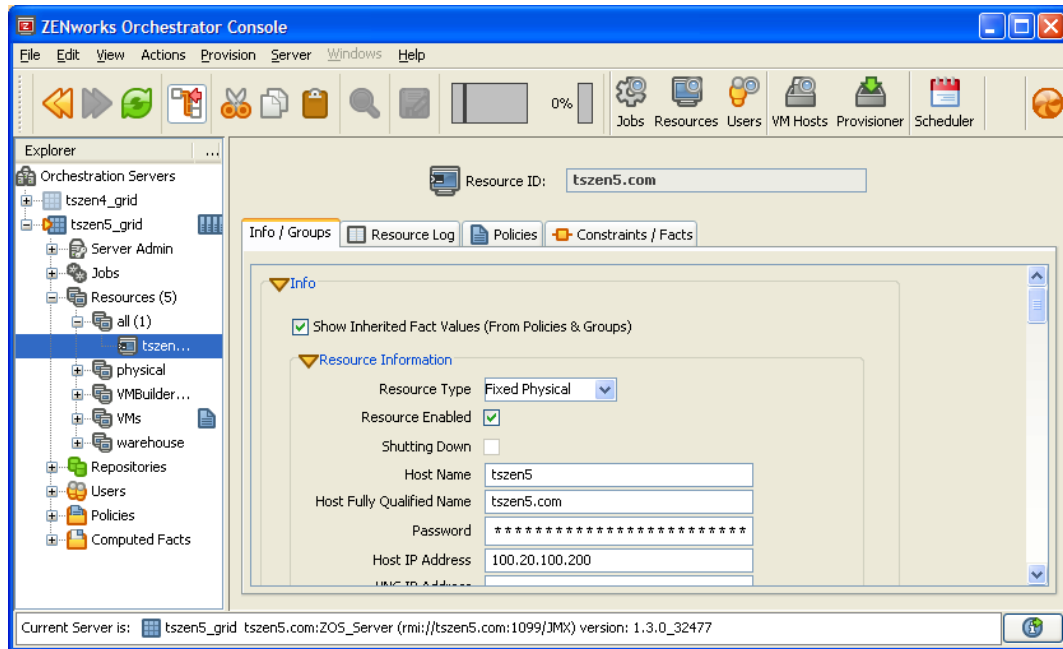 ZENworks Orchestrator Console
File Edit View Actions Provision Server Windows Help
0%
Jobs Resources Users VM Hosts Provisioner Scheduler
Explorer ...
Orchestration Servers
tszen4_grid
tszen5_grid
Server Admin
Jobs
Resources (5)
all (1)
tszen...
physical
VMBuilder...
VMs
warehouse
Repositories
Users
Policies
Computed Facts
Resource ID: tszen5.com
Info / Groups Resource Log Policies Constraints / Facts
Info
Show Inherited Fact Values (From Policies & Groups)
Resource Information
Resource Type Fixed Physical
Resource Enabled
Shutting Down
Host Name tszen5
Host Fully Qualified Name tszen5.com
Password *************************
Host IP Address 100.20.100.200
VNC IP Address
Current Server is: tszen5_grid tszen5.com:ZOS_Server (rmi://tszen5.com:1099/JMX) version: 1.3.0_32477